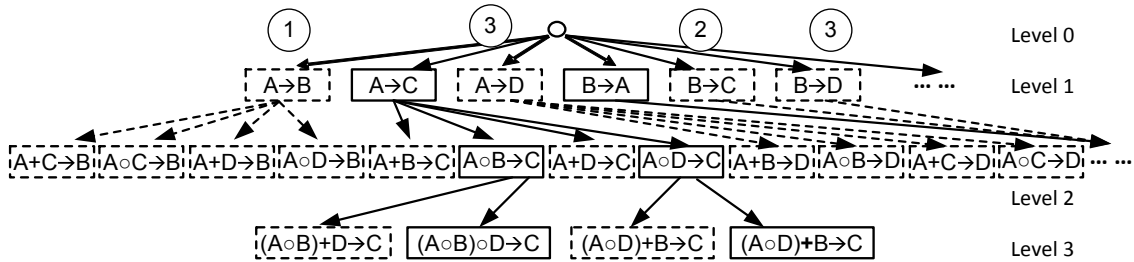 1 3 2 3 Level 0
A→B A→C A→D B→A B→C B→D ... ... Level 1
A+C→B A○C→B A+D→B A○D→B A+B→C A○B→C A+D→C A○D→C A+B→D A○B→D A+C→D A○C→D ... ...
Level 2
(A○B)+D→C (A○B)○D→C (A○D)+B→C (A○D)+B→C Level 3